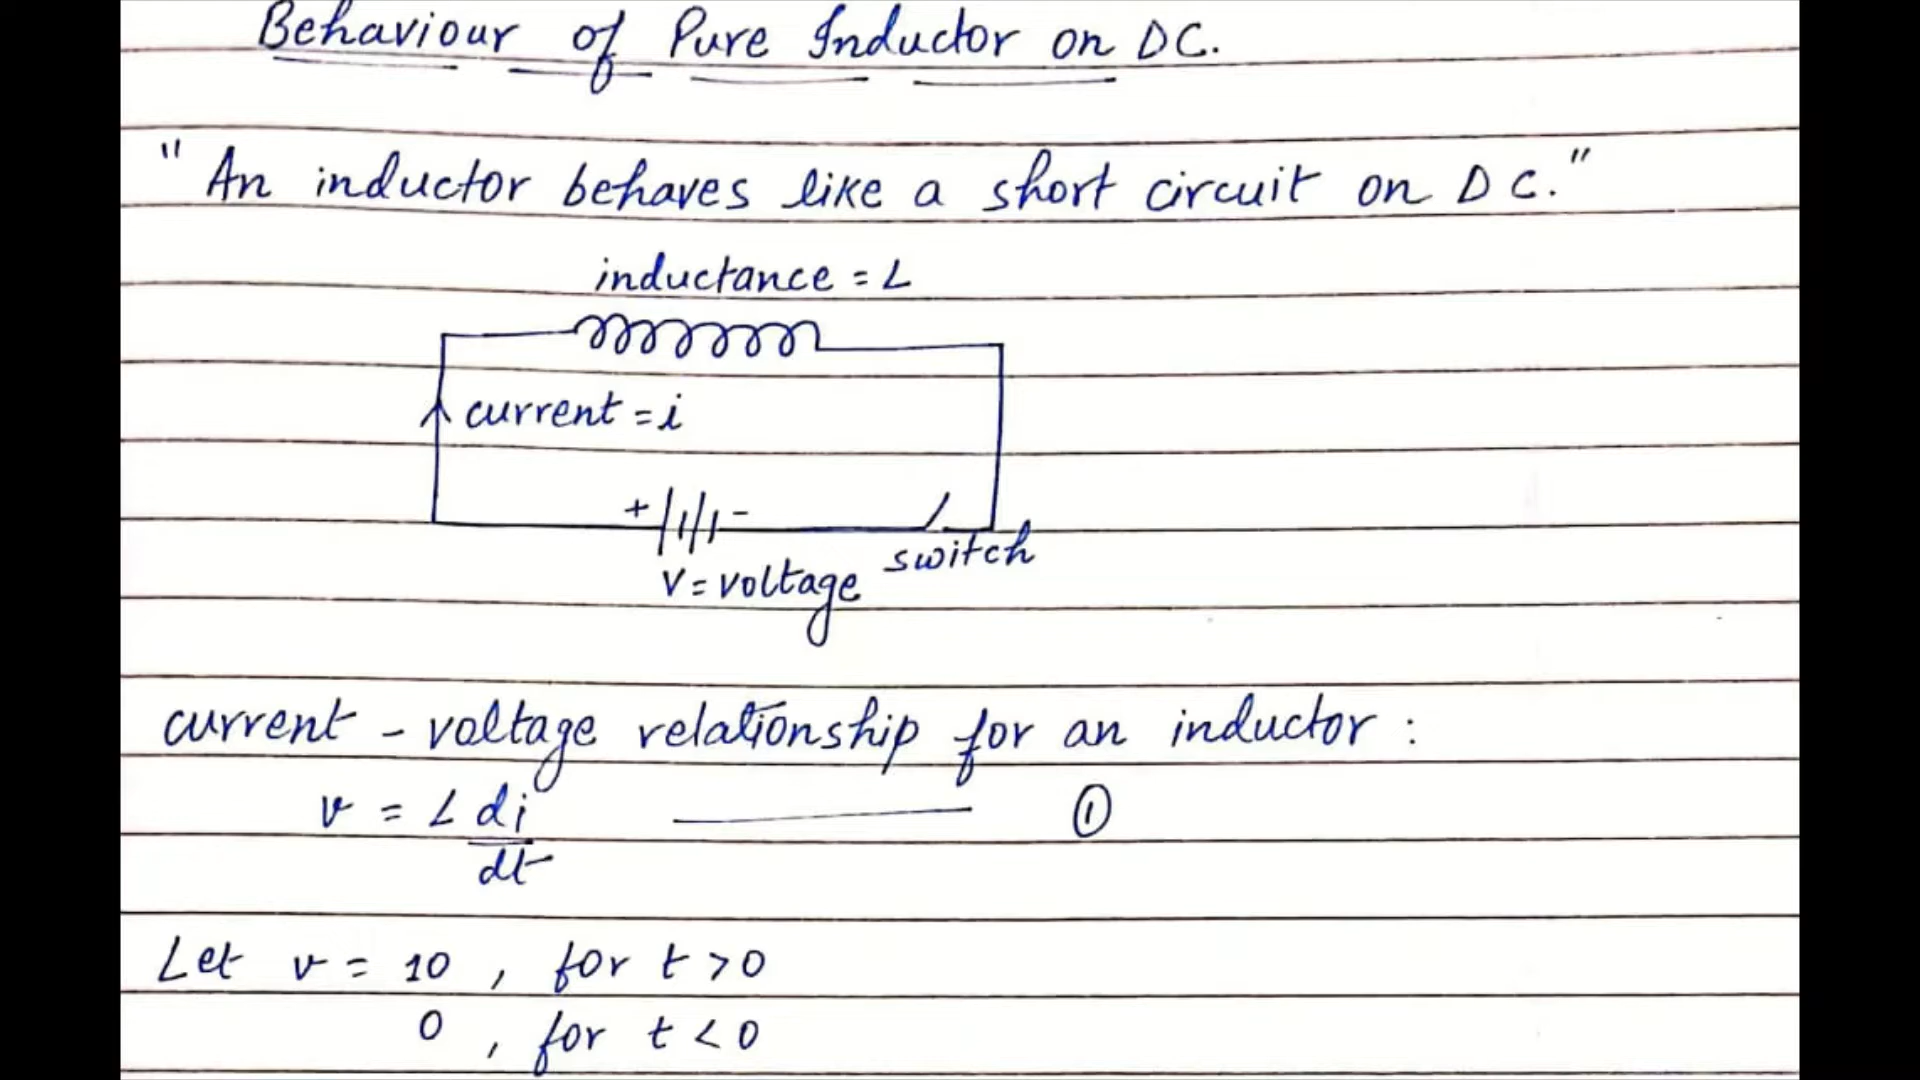 Behaviour of Pure Inductor on DC.
"An inductor behaves like a short circuit on DC."
inductance = L
current = i
+ -
switch
V = voltage
current - voltage relationship for an inductor :
v = L di/dt ——— ①
Let v = 10 , for t > 0
0 , for t < 0